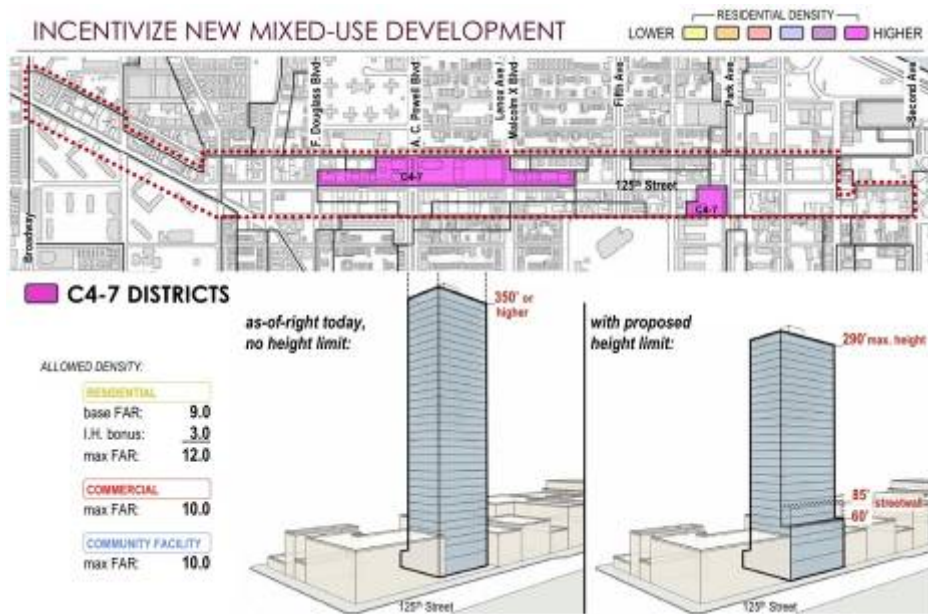 INCENTIVIZE NEW MIXED-USE DEVELOPMENT
RESIDENTIAL DENSITY
LOWER
HIGHER
F. Douglass Blvd
A. C. Powell Blvd
Lenox Ave /
Malcolm X Blvd
Fifth Ave
Park Ave
Second Ave
Broadway
C4-7
125th Street
C4-7
C4-7 DISTRICTS
ALLOWED DENSITY:
RESIDENTIAL
base FAR: 9.0
I.H. bonus: 3.0
max FAR: 12.0
COMMERCIAL
max FAR: 10.0
COMMUNITY FACILITY
max FAR: 10.0
as-of-right today,
no height limit:
350' or
higher
125th Street
with proposed
height limit:
290' max. height
85'
streetwall
60'
125th Street